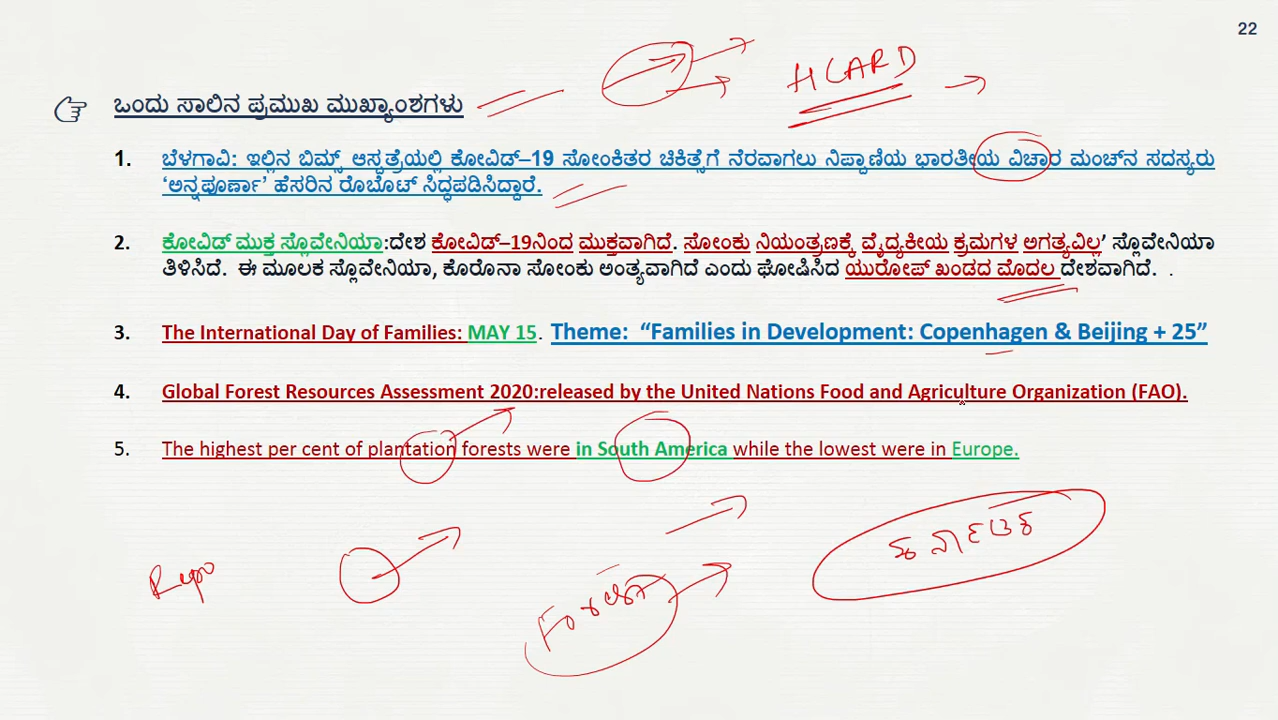 22
HCARD
ಒಂದು ಸಾಲಿನ ಪ್ರಮುಖ ಮುಖ್ಯಾಂಶಗಳು
1. ಬೆಳಗಾವಿ: ಇಲ್ಲಿನ ಬಿಮ್ಸ್ ಆಸ್ಪತ್ರೆಯಲ್ಲಿ ಕೋವಿಡ್–19 ಸೋಂಕಿತರ ಚಿಕಿತ್ಸೆಗೆ ನೆರವಾಗಲು ನಿಪ್ಪಾಣಿಯ ಭಾರತೀಯ ವಿಚಾರ ಮಂಚ್‌ನ ಸದಸ್ಯರು
‘ಅನ್ನಪೂರ್ಣಾ’ ಹೆಸರಿನ ರೊಬೊಟ್ ಸಿದ್ಧಪಡಿಸಿದ್ದಾರೆ.
2. ಕೋವಿಡ್ ಮುಕ್ತ ಸ್ಲೊವೇನಿಯಾ:ದೇಶ ಕೋವಿಡ್–19ನಿಂದ ಮುಕ್ತವಾಗಿದೆ. ಸೋಂಕು ನಿಯಂತ್ರಣಕ್ಕೆ ವೈದ್ಯಕೀಯ ಕ್ರಮಗಳ ಅಗತ್ಯವಿಲ್ಲ’ ಸ್ಲೊವೇನಿಯಾ
ತಿಳಿಸಿದೆ. ಈ ಮೂಲಕ ಸ್ಲೊವೇನಿಯಾ, ಕೊರೊನಾ ಸೋಂಕು ಅಂತ್ಯವಾಗಿದೆ ಎಂದು ಘೋಷಿಸಿದ ಯುರೋಪ್ ಖಂಡದ ಮೊದಲ ದೇಶವಾಗಿದೆ. .
3. The International Day of Families: MAY 15. Theme: “Families in Development: Copenhagen & Beijing + 25”
4. Global Forest Resources Assessment 2020:released by the United Nations Food and Agriculture Organization (FAO).
5. The highest per cent of plantation forests were in South America while the lowest were in Europe.
ಕರ್ನಾಟಕ
Repo